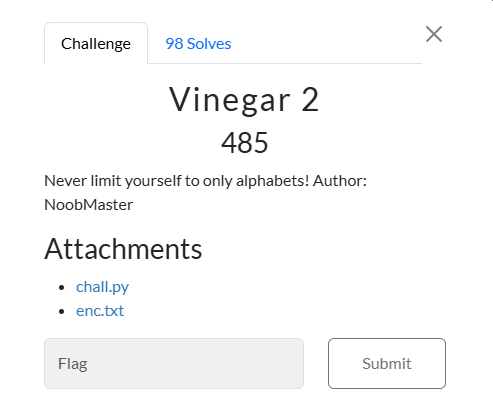 Challenge
98 Solves
Vinegar 2
485
Never limit yourself to only alphabets! Author:
NoobMaster
Attachments
chall.py
enc.txt
Flag
Submit